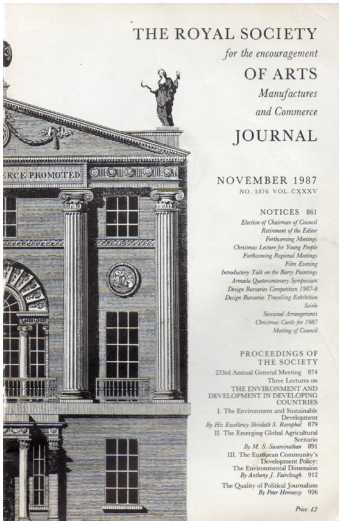 THE ROYAL SOCIETY
for the encouragement
OF ARTS
Manufactures
and Commerce
JOURNAL
NOVEMBER 1987
NO. 5376 VOL. CXXXV
ERCE PROMOTED
NOTICES 861
Election of Chairman of Council
Retirement of the Editor
Forthcoming Meetings
Christmas Lecture for Young People
Forthcoming Regional Meetings
Film Evening
Introductory Talk on the Barry Paintings
Armada Quatercentenary Symposium
Design Bursaries Competition 1987-8
Design Bursaries Travelling Exhibition
Soirée
Sessional Arrangements
Christmas Cards for 1987
Meeting of Council
PROCEEDINGS OF
THE SOCIETY
233rd Annual General Meeting 874
Three Lectures on
THE ENVIRONMENT AND
DEVELOPMENT IN DEVELOPING
COUNTRIES
I. The Environment and Sustainable
Development
By His Excellency Shridath S. Ramphal 879
II. The Emerging Global Agricultural
Scenario
By M. S. Swaminathan 891
III. The European Community's
Development Policy:
The Environmental Dimension
By Anthony J. Fairclough 912
The Quality of Political Journalism
By Peter Hennessy 926
Price: £2